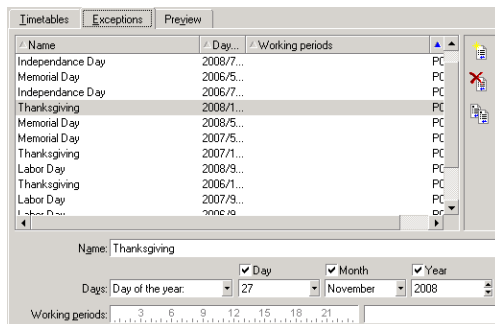 Timetables Exceptions Preview
Name Day... Working periods
Independance Day 2008/7... PC
Memorial Day 2006/5... PC
Independance Day 2006/7... PC
Thanksgiving 2008/1... PC
Memorial Day 2008/5... PC
Memorial Day 2007/5... PC
Thanksgiving 2007/1... PC
Labor Day 2008/9... PC
Thanksgiving 2006/1... PC
Labor Day 2007/9... PC
Labor Day 2006/9
Name: Thanksgiving
Day Month Year
Days: Day of the year: 27 November 2008
Working periods: 3 6 9 12 15 18 21